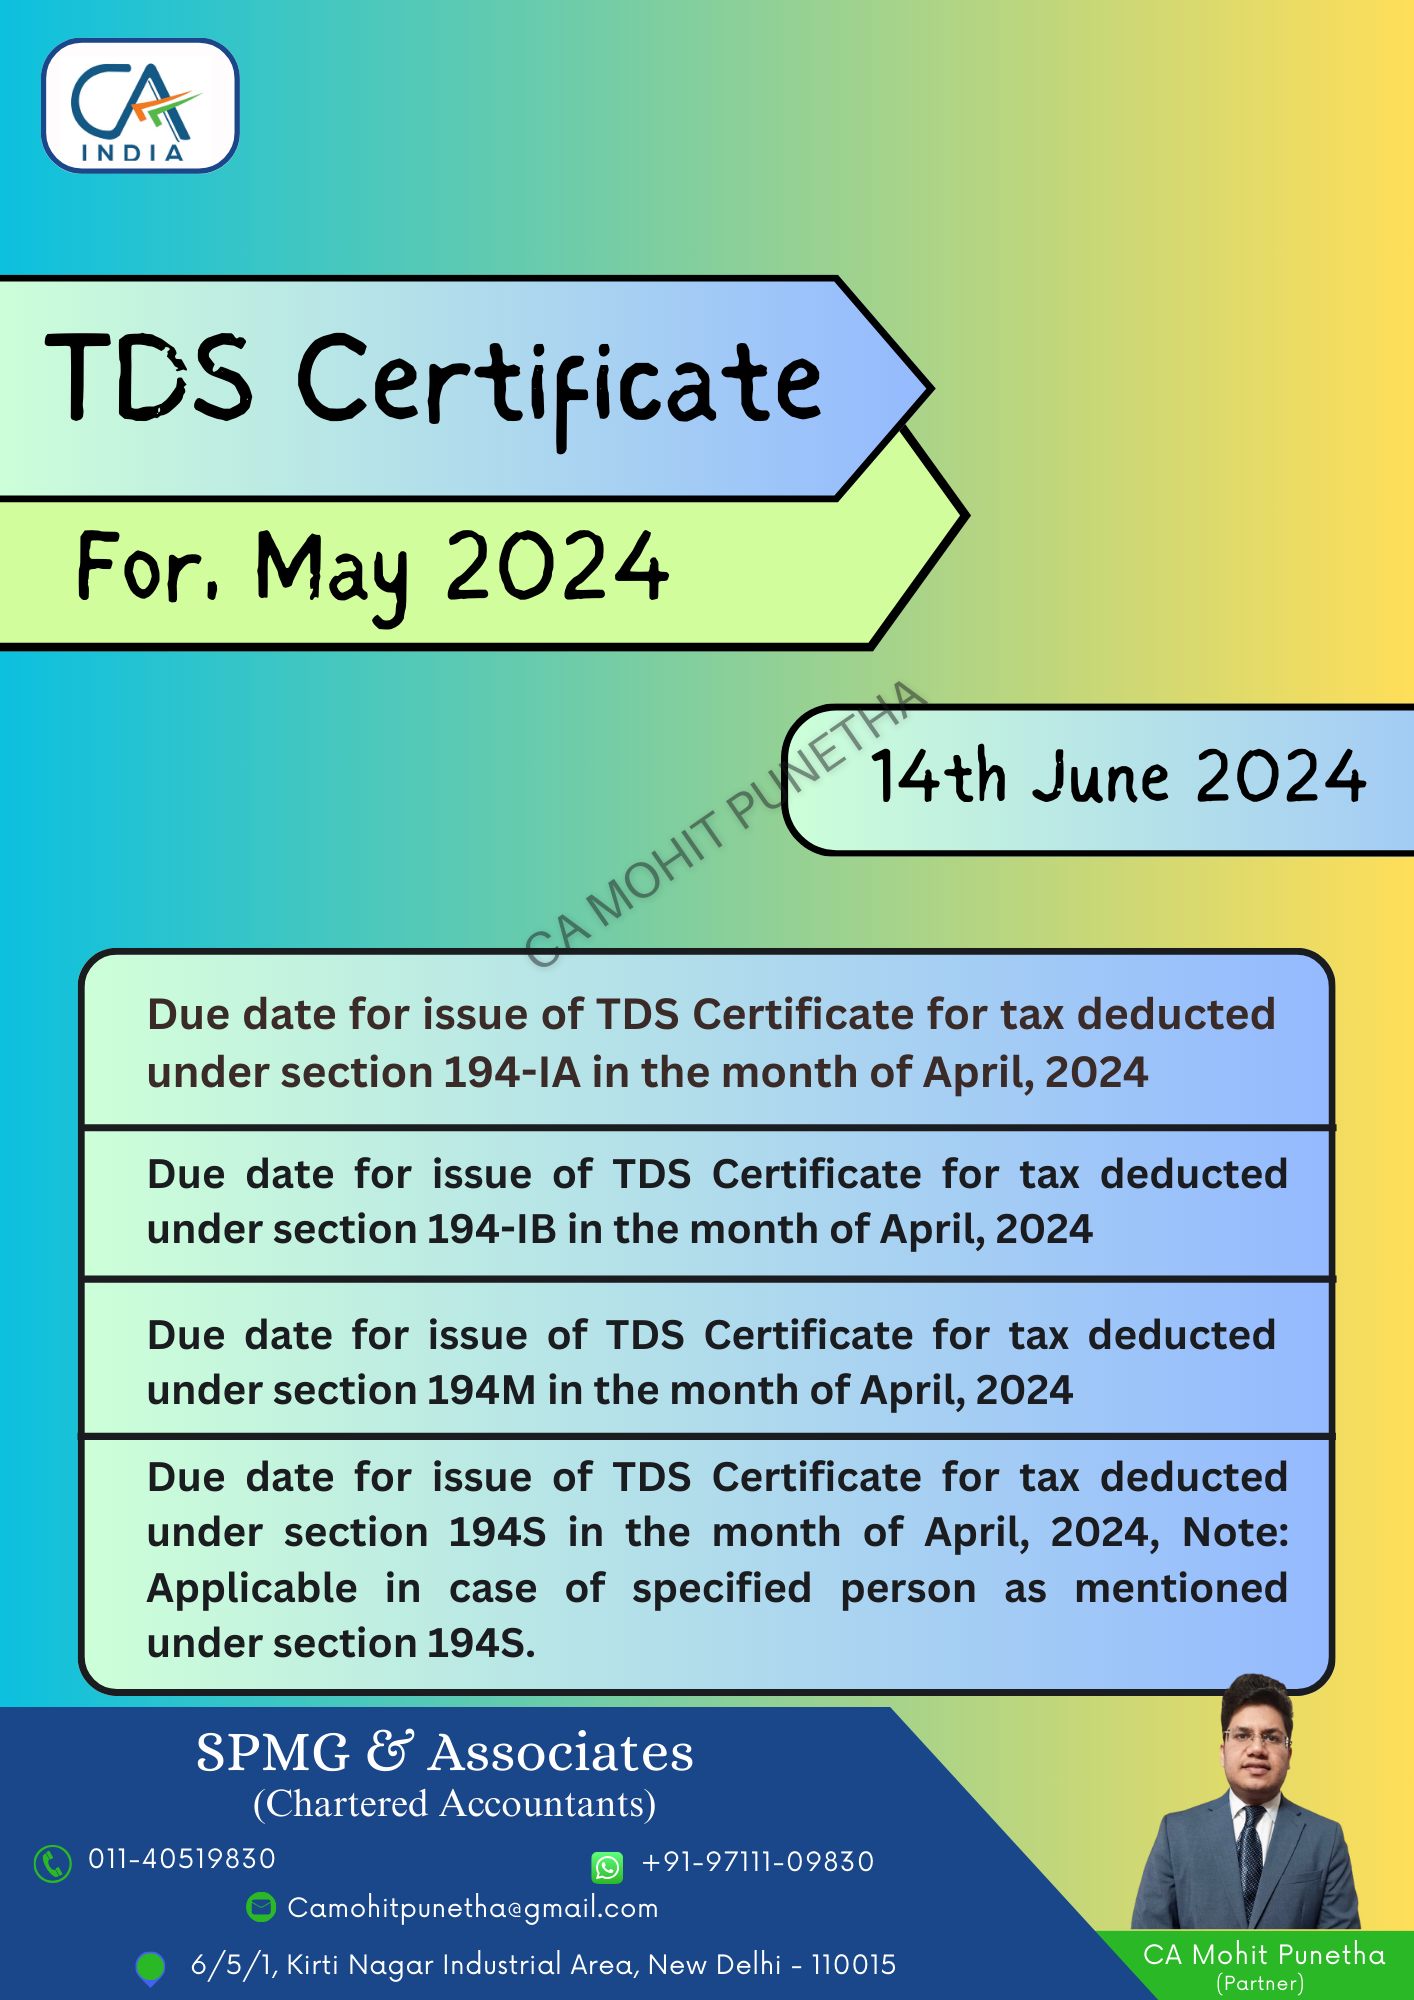 CA
INDIA
TDS Certificate
For. May 2024
14th June 2024
CA MOHIT PUNETHA
Due date for issue of TDS Certificate for tax deducted
under section 194-IA in the month of April, 2024
Due date for issue of TDS Certificate for tax deducted
under section 194-IB in the month of April, 2024
Due date for issue of TDS Certificate for tax deducted
under section 194M in the month of April, 2024
Due date for issue of TDS Certificate for tax deducted
under section 194S in the month of April, 2024, Note:
Applicable in case of specified person as mentioned
under section 194S.
SPMG & Associates
(Chartered Accountants)
011-40519830
+91-97111-09830
Camohitpunetha@gmail.com
6/5/1, Kirti Nagar Industrial Area, New Delhi - 110015
CA Mohit Punetha
(Partner)